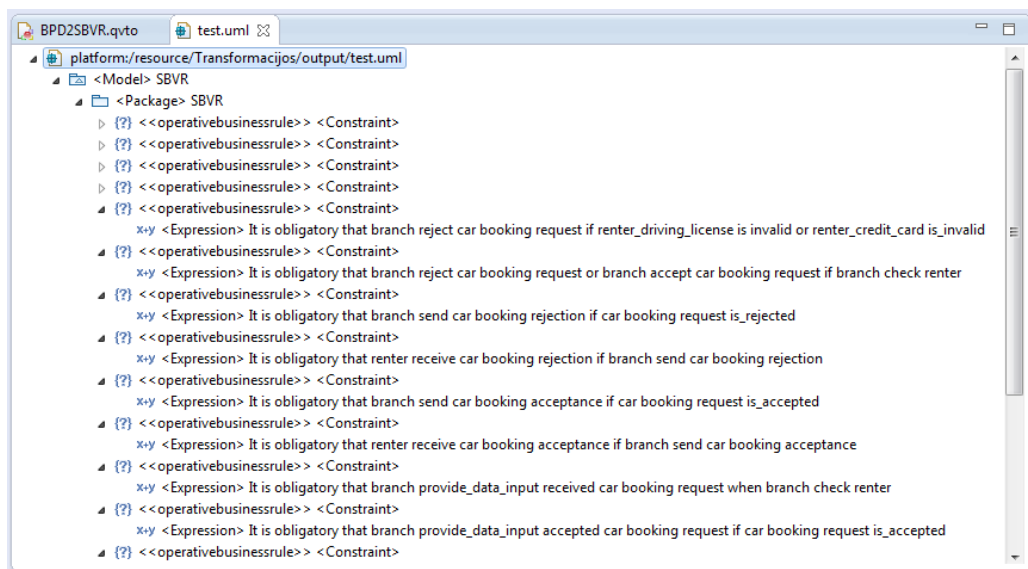 BPD2SBVR.qvto test.uml
platform:/resource/Transformacijos/output/test.uml
<Model> SBVR
<Package> SBVR
{?} <<operativebusinessrule>> <Constraint>
{?} <<operativebusinessrule>> <Constraint>
{?} <<operativebusinessrule>> <Constraint>
{?} <<operativebusinessrule>> <Constraint>
{?} <<operativebusinessrule>> <Constraint>
x+y <Expression> It is obligatory that branch reject car booking request if renter_driving_license is invalid or renter_credit_card is_invalid
{?} <<operativebusinessrule>> <Constraint>
x+y <Expression> It is obligatory that branch reject car booking request or branch accept car booking request if branch check renter
{?} <<operativebusinessrule>> <Constraint>
x+y <Expression> It is obligatory that branch send car booking rejection if car booking request is_rejected
{?} <<operativebusinessrule>> <Constraint>
x+y <Expression> It is obligatory that renter receive car booking rejection if branch send car booking rejection
{?} <<operativebusinessrule>> <Constraint>
x+y <Expression> It is obligatory that branch send car booking acceptance if car booking request is_accepted
{?} <<operativebusinessrule>> <Constraint>
x+y <Expression> It is obligatory that renter receive car booking acceptance if branch send car booking acceptance
{?} <<operativebusinessrule>> <Constraint>
x+y <Expression> It is obligatory that branch provide_data_input received car booking request when branch check renter
{?} <<operativebusinessrule>> <Constraint>
x+y <Expression> It is obligatory that branch provide_data_input accepted car booking request if car booking request is_accepted
{?} <<operativebusinessrule>> <Constraint>